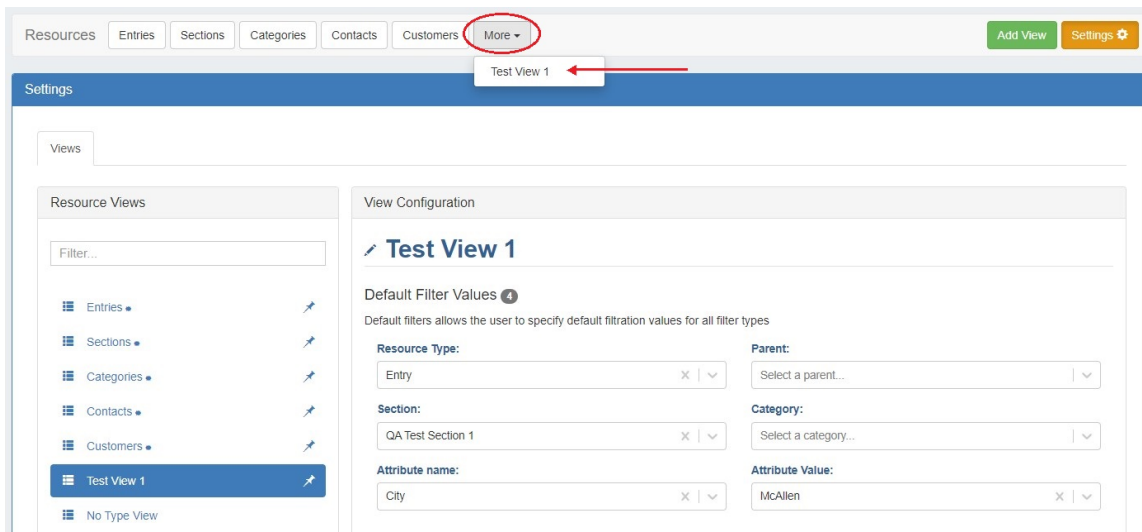 Resources Entries Sections Categories Contacts Customers More Add View Settings
Test View 1
Settings
Views
Resource Views
Filter...
Entries
Sections
Categories
Contacts
Customers
Test View 1
No Type View
View Configuration
Test View 1
Default Filter Values 4
Default filters allows the user to specify default filtration values for all filter types
Resource Type: Parent:
Entry Select a parent...
Section: Category:
QA Test Section 1 Select a category...
Attribute name: Attribute Value:
City McAllen